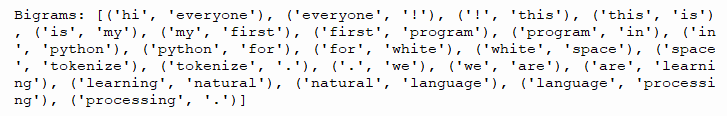 Bigrams: [('hi', 'everyone'), ('everyone', '!'), ('!', 'this'), ('this', 'is')
, ('is', 'my'), ('my', 'first'), ('first', 'program'), ('program', 'in'), ('in
', 'python'), ('python', 'for'), ('for', 'white'), ('white', 'space'), ('space
', 'tokenize'), ('tokenize', '.'), ('.', 'we'), ('we', 'are'), ('are', 'learni
ng'), ('learning', 'natural'), ('natural', 'language'), ('language', 'processi
ng'), ('processing', '.')]